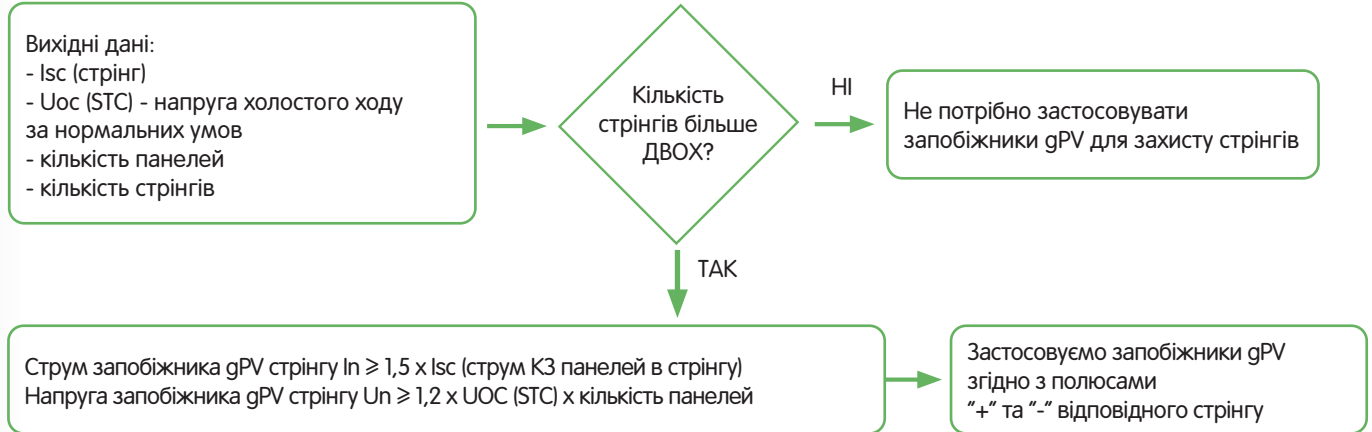 Вихідні дані:
- Isc (стрінг)
- Uoc (STC) - напруга холостого ходу
за нормальних умов
- кількість панелей
- кількість стрінгів
Кількість
стрінгів більше
ДВОХ?
НІ
Не потрібно застосовувати
запобіжники gPV для захисту стрінгів
ТАК
Струм запобіжника gPV стрінгу In ⩾ 1,5 x Isc (струм КЗ панелей в стрінгу)
Напруга запобіжника gPV стрінгу Un ⩾ 1,2 x UOC (STC) x кількість панелей
Застосовуємо запобіжники gPV
згідно з полюсами
"+" та "-" відповідного стрінгу